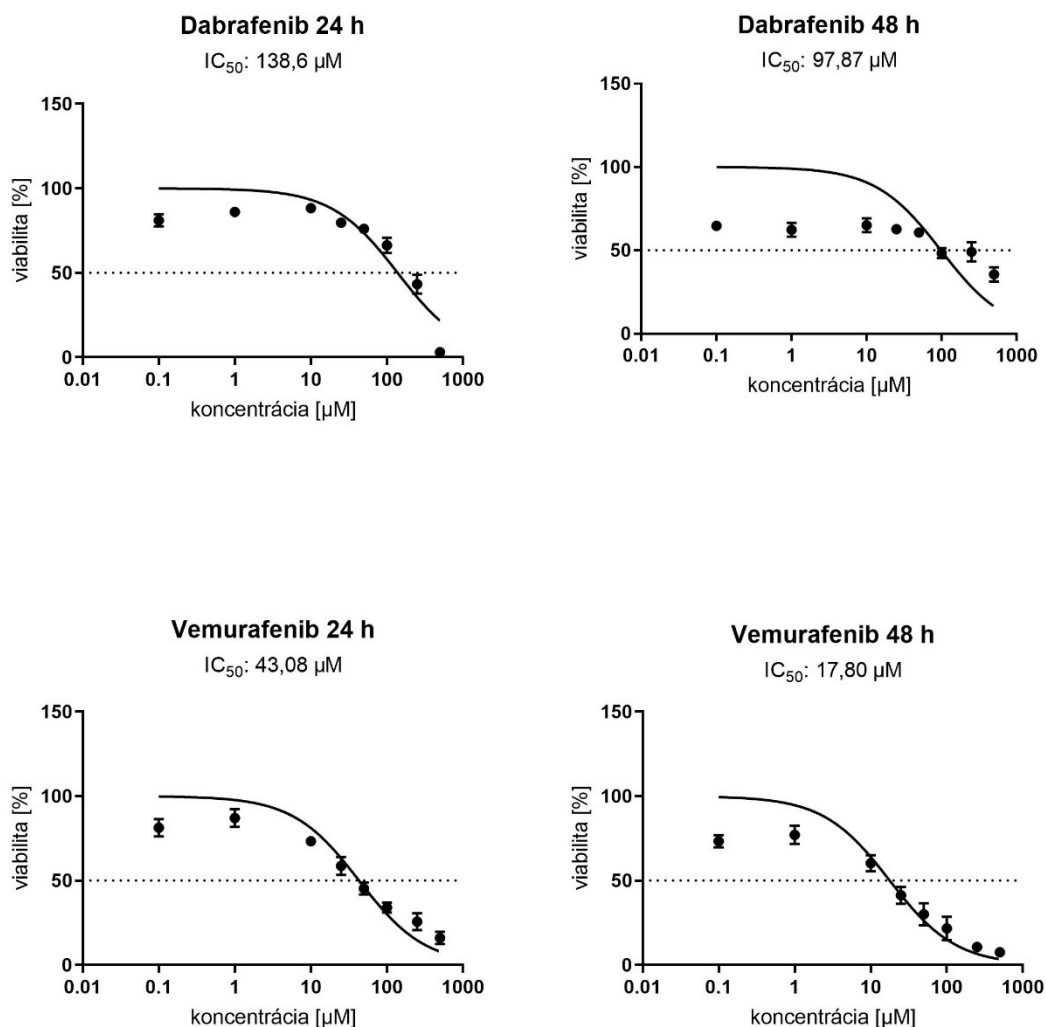 Dabrafenib 24 h
IC50: 138,6 µM
150
100
50
0
viabilita [%]
0.01 0.1 1 10 100 1000
koncentrácia [µM]
Dabrafenib 48 h
IC50: 97,87 µM
150
100
50
0
viabilita [%]
0.01 0.1 1 10 100 1000
koncentrácia [µM]
Vemurafenib 24 h
IC50: 43,08 µM
150
100
50
0
viabilita [%]
0.01 0.1 1 10 100 1000
koncentrácia [µM]
Vemurafenib 48 h
IC50: 17,80 µM
150
100
50
0
viabilita [%]
0.01 0.1 1 10 100 1000
koncentrácia [µM]